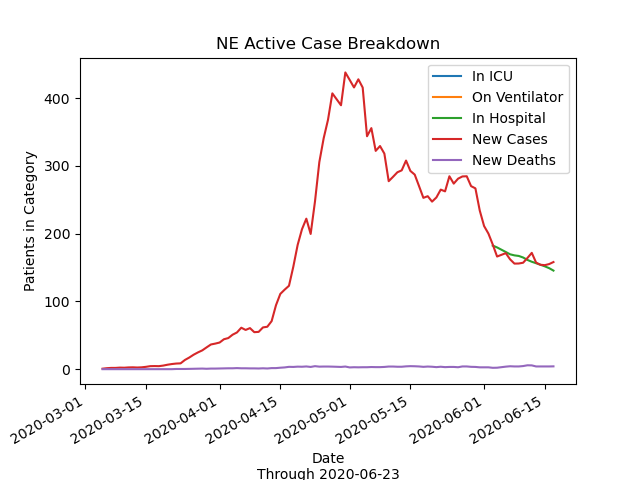 NE Active Case Breakdown
In ICU
On Ventilator
In Hospital
New Cases
New Deaths
Patients in Category
400
300
200
100
0
2020-03-01
2020-03-15
2020-04-01
2020-04-15
2020-05-01
2020-05-15
2020-06-01
2020-06-15
Date
Through 2020-06-23